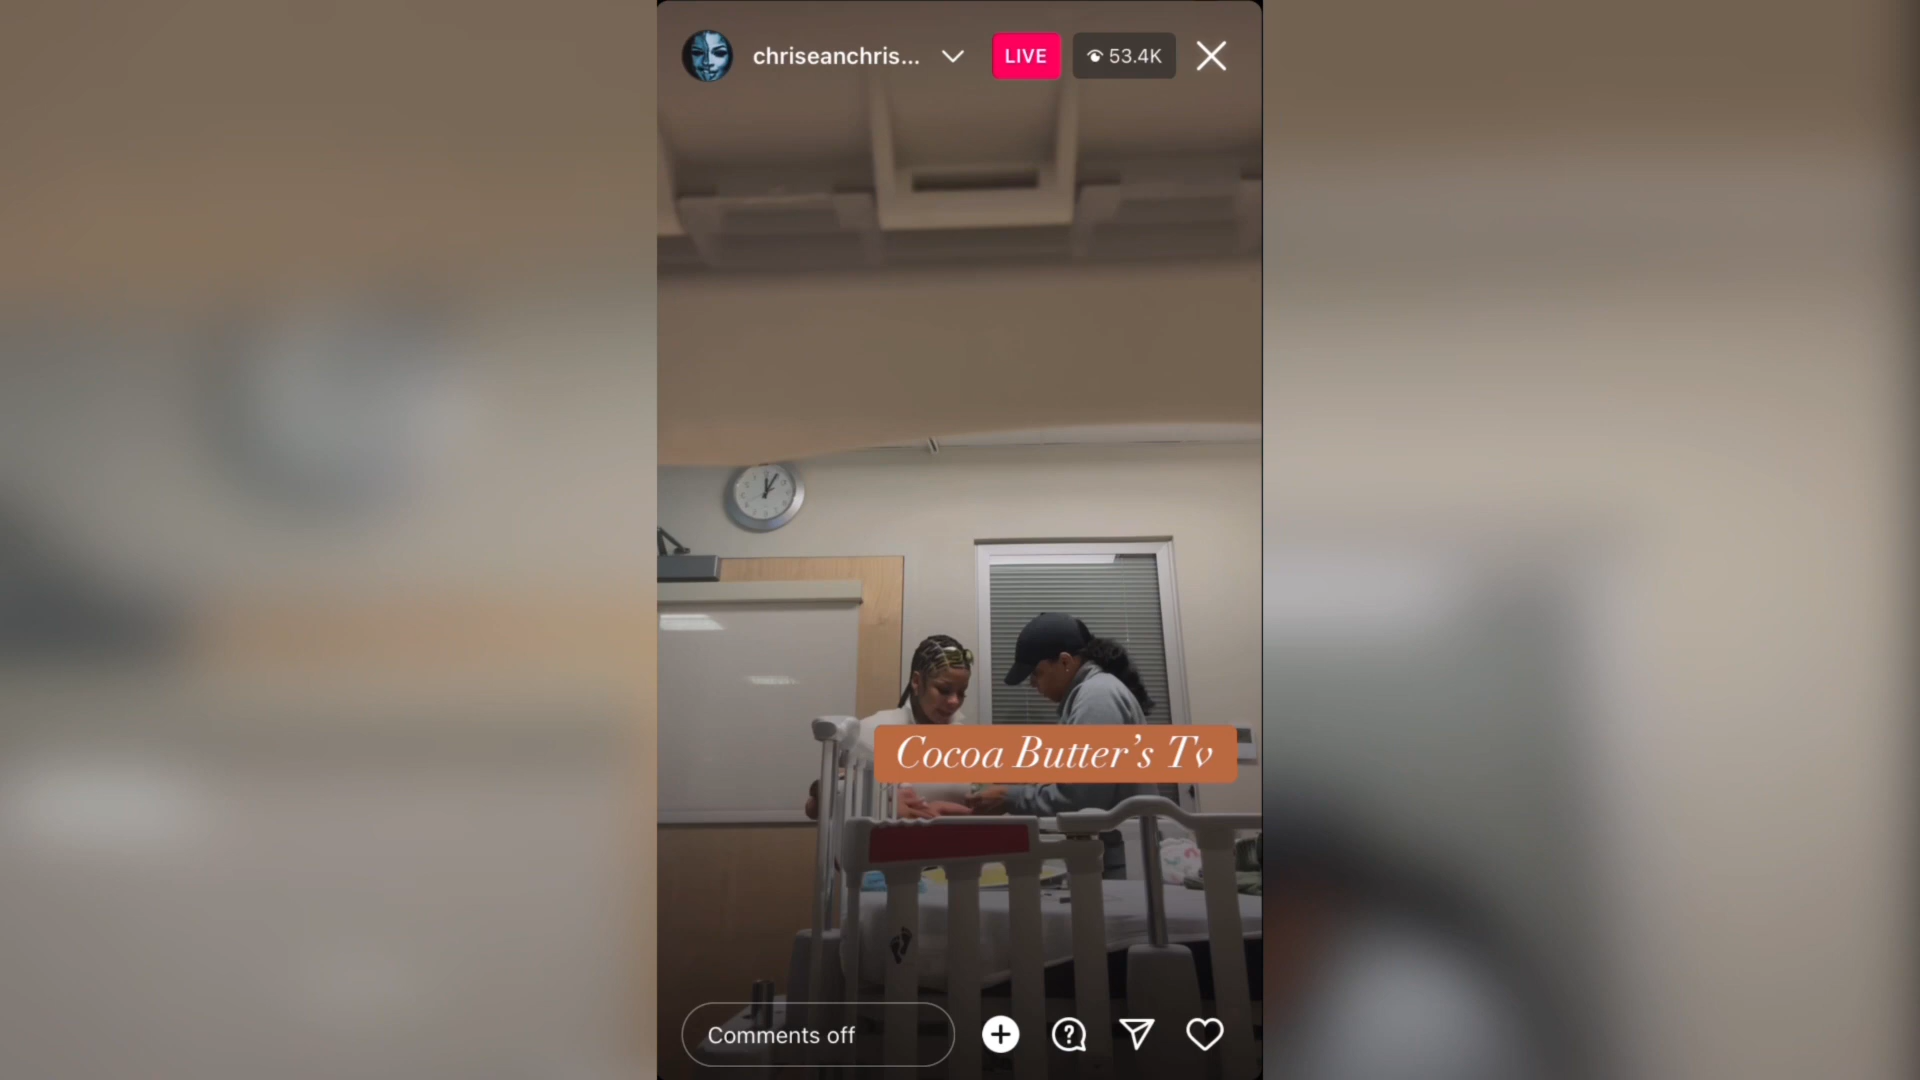 chriseanchris...
LIVE
53.4K
Cocoa Butter's Tv
Comments off